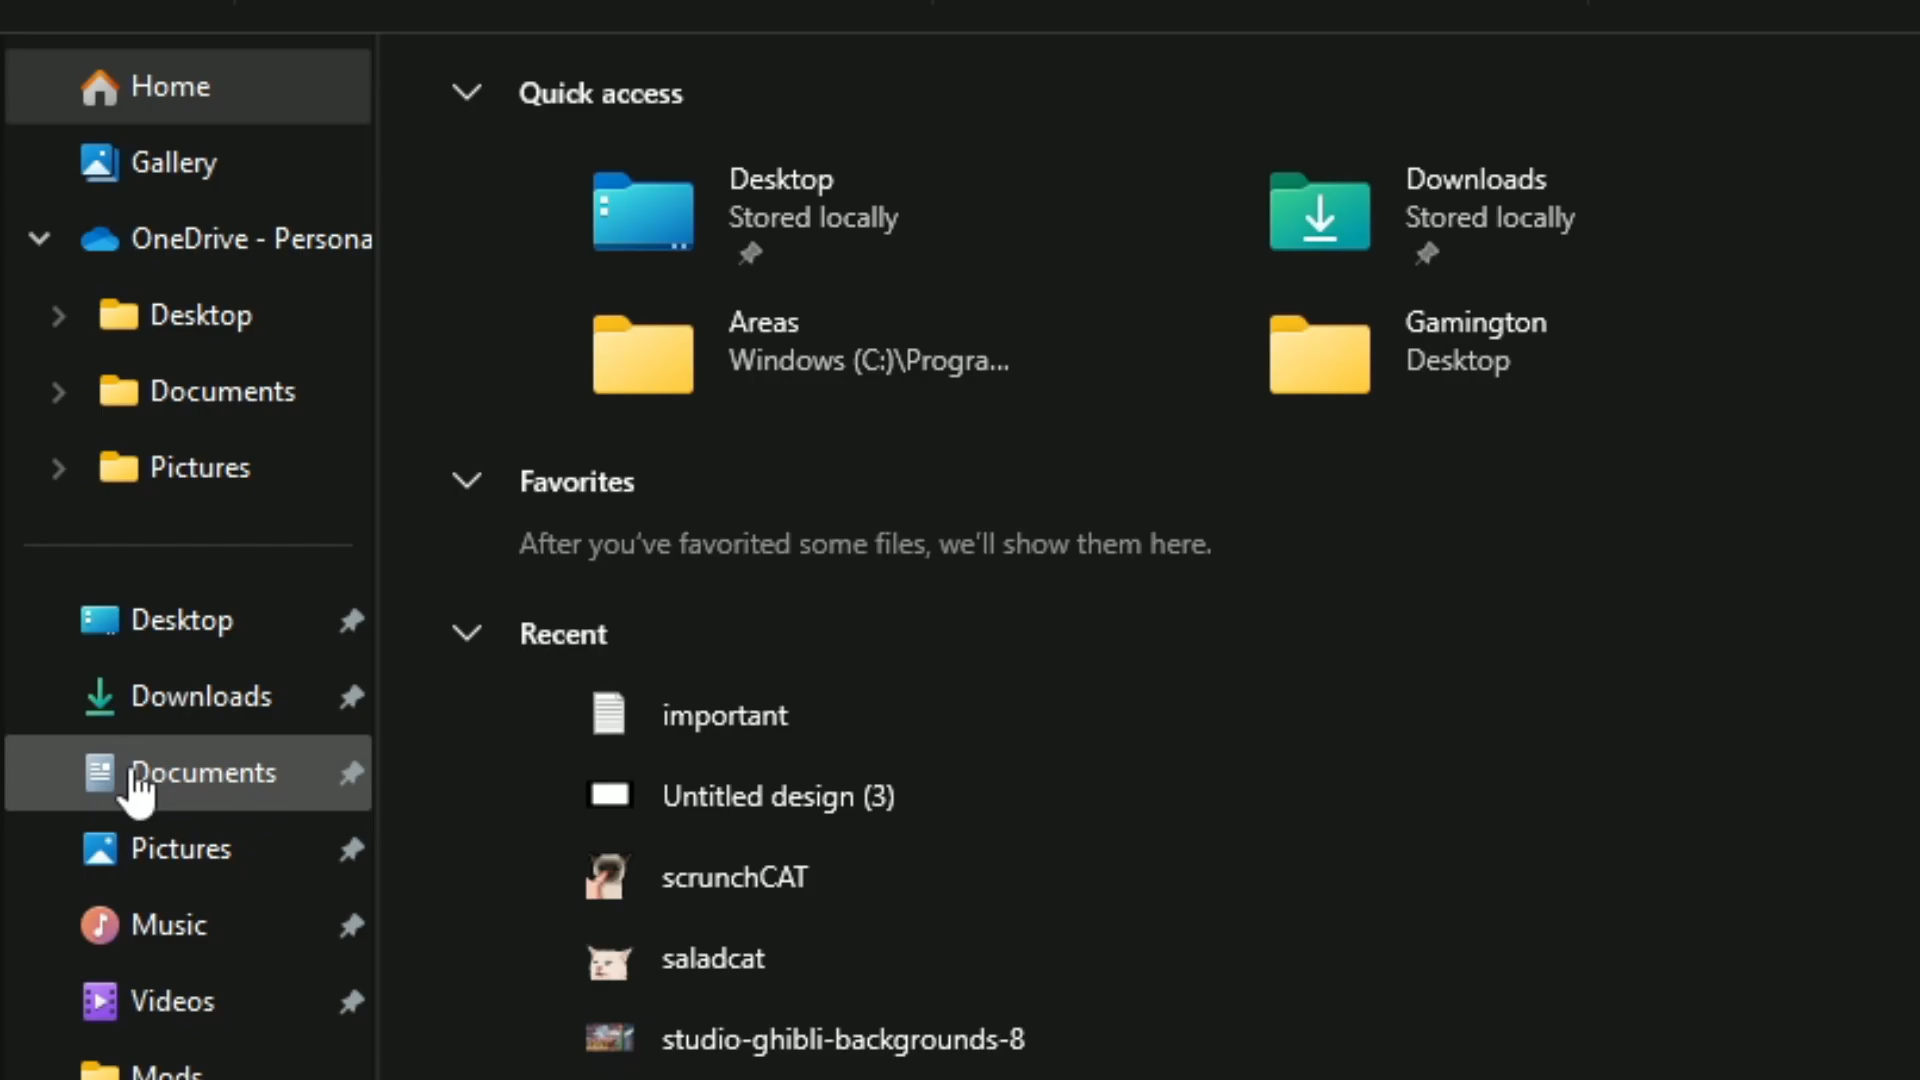 Home
Gallery
OneDrive - Persona
Desktop
Documents
Pictures
Desktop
Downloads
Documents
Pictures
Music
Videos
Mods
Quick access
Desktop
Stored locally
Downloads
Stored locally
Areas
Windows (C:)\Progra...
Gamington
Desktop
Favorites
After you've favorited some files, we'll show them here.
Recent
important
Untitled design (3)
scrunchCAT
saladcat
studio-ghibli-backgrounds-8